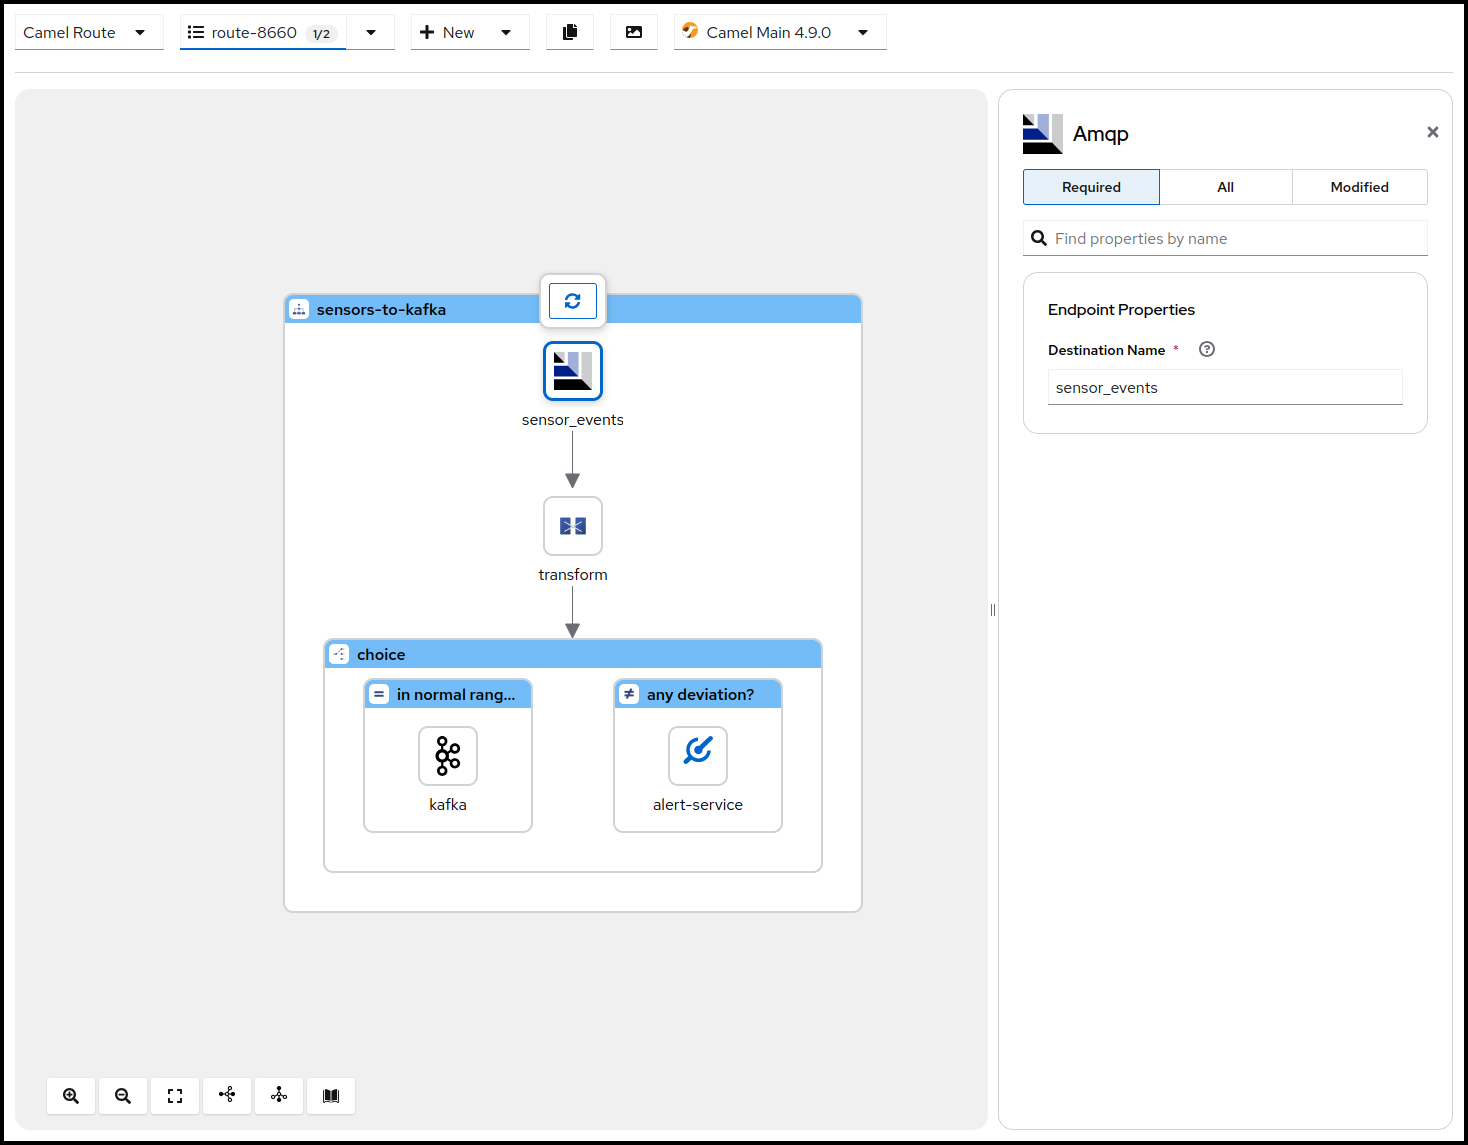 Camel Route
route-8660 1/2
New
Camel Main 4.9.0
sensors-to-kafka
sensor_events
transform
choice
in normal rang...
any deviation?
kafka
alert-service
Amqp
Required
All
Modified
Find properties by name
Endpoint Properties
Destination Name *
sensor_events